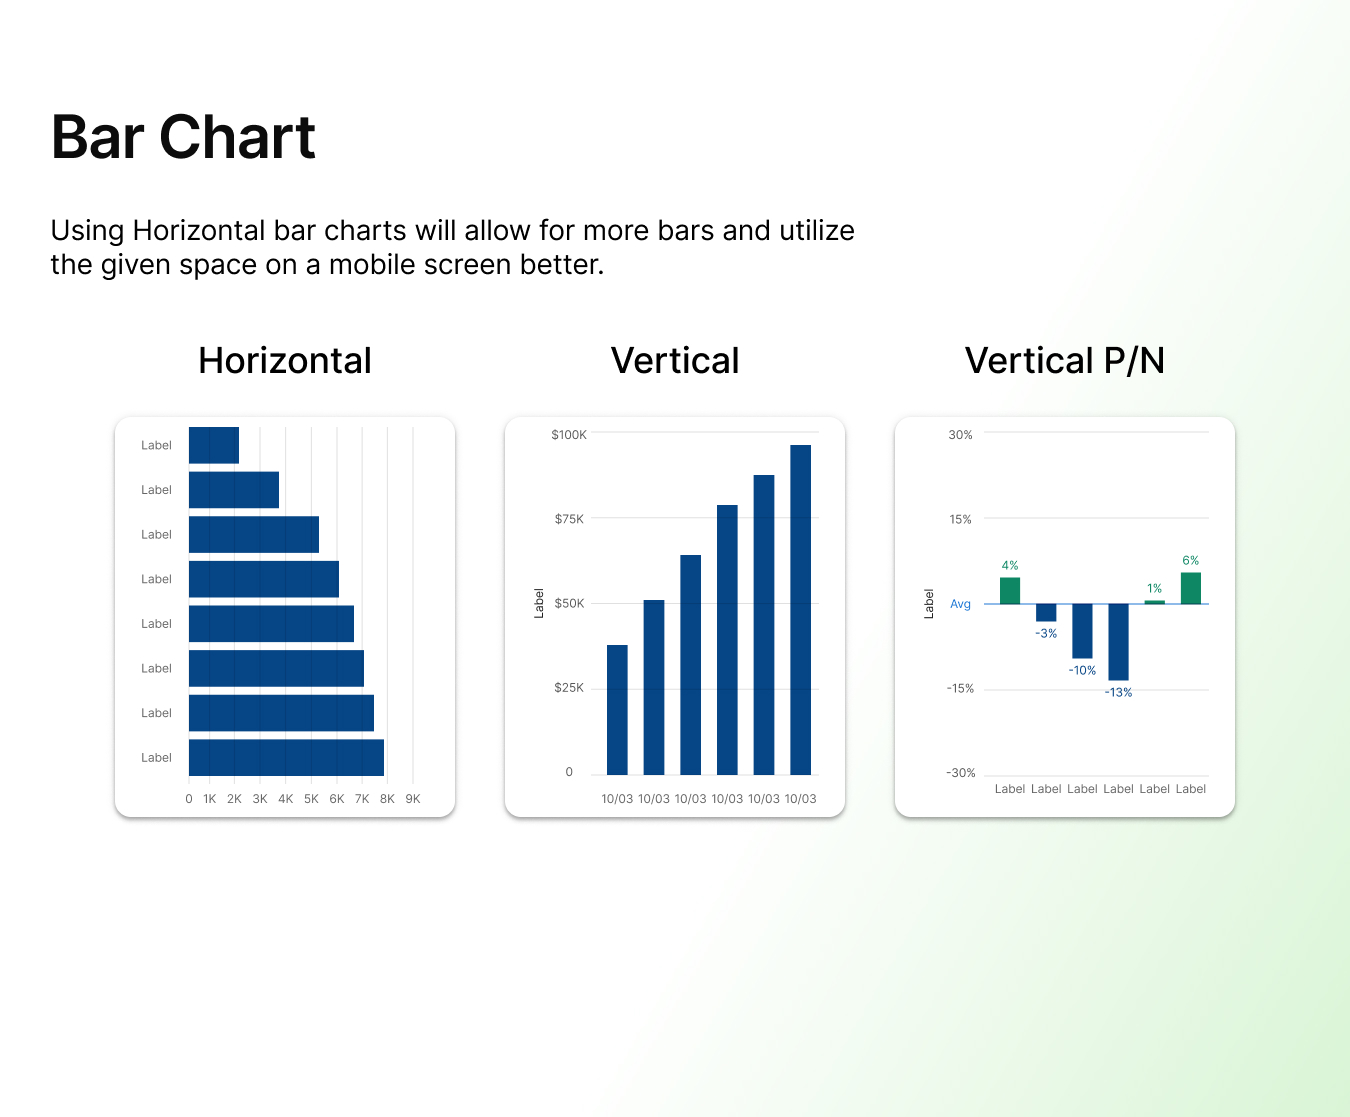 Bar Chart
Using Horizontal bar charts will allow for more bars and utilize
the given space on a mobile screen better.
Horizontal
Label
Label
Label
Label
Label
Label
Label
Label
0 1K 2K 3K 4K 5K 6K 7K 8K 9K
Vertical
$100K
$75K
Label
$50K
$25K
0
10/03 10/03 10/03 10/03 10/03 10/03
Vertical P/N
30%
15%
Label
Avg
-15%
-30%
4%
-3%
-10%
-13%
1%
6%
Label Label Label Label Label Label